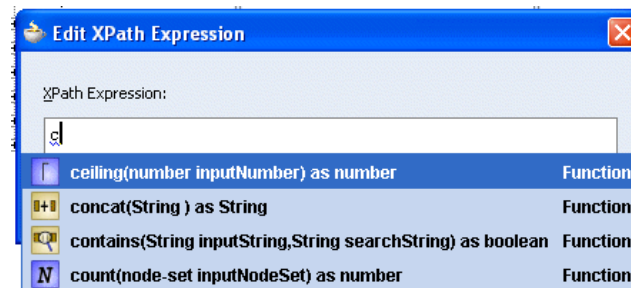 Edit XPath Expression
XPath Expression:
c
ceiling(number inputNumber) as number Function
concat(String ) as String Function
contains(String inputString,String searchString) as boolean Function
N count(node-set inputNodeSet) as number Function